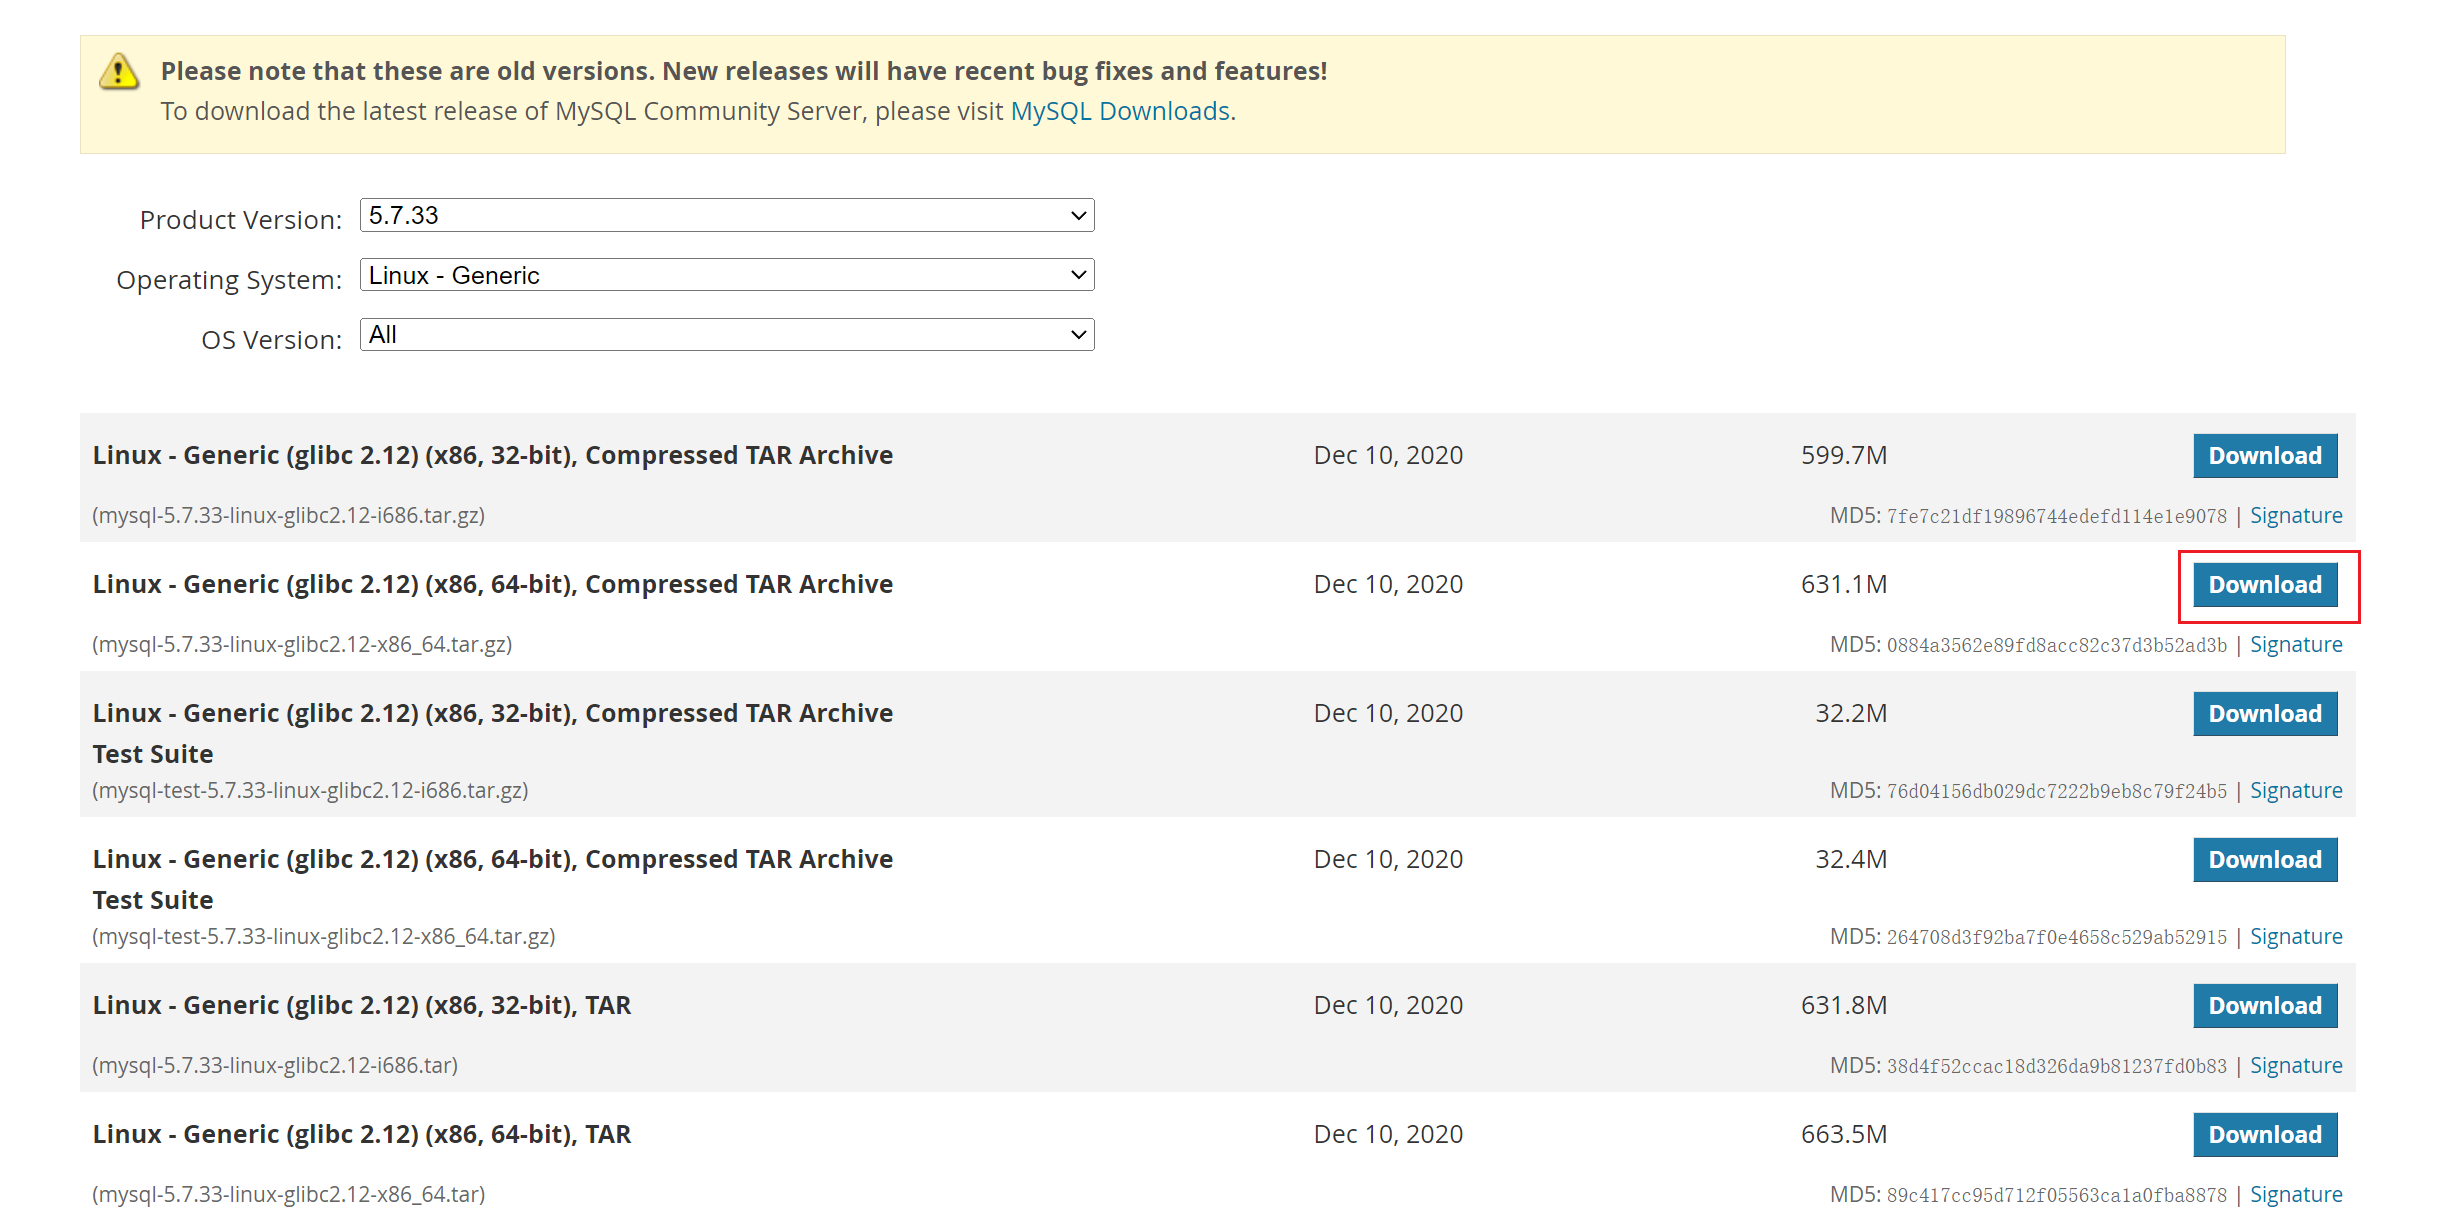 Please note that these are old versions. New releases will have recent bug fixes and features!
To download the latest release of MySQL Community Server, please visit MySQL Downloads.
Product Version: 5.7.33
Operating System: Linux - Generic
OS Version: All
Linux - Generic (glibc 2.12) (x86, 32-bit), Compressed TAR Archive Dec 10, 2020 599.7M Download
(mysql-5.7.33-linux-glibc2.12-i686.tar.gz) MD5: 7fe7c21df19896744edefd114e1e9078 | Signature
Linux - Generic (glibc 2.12) (x86, 64-bit), Compressed TAR Archive Dec 10, 2020 631.1M Download
(mysql-5.7.33-linux-glibc2.12-x86_64.tar.gz) MD5: 0884a3562e89fd8acc82c37d3b52ad3b | Signature
Linux - Generic (glibc 2.12) (x86, 32-bit), Compressed TAR Archive Dec 10, 2020 32.2M Download
Test Suite
(mysql-test-5.7.33-linux-glibc2.12-i686.tar.gz) MD5: 76d04156db029dc7222b9eb8c79f24b5 | Signature
Linux - Generic (glibc 2.12) (x86, 64-bit), Compressed TAR Archive Dec 10, 2020 32.4M Download
Test Suite
(mysql-test-5.7.33-linux-glibc2.12-x86_64.tar.gz) MD5: 264708d3f92ba7f0e4658c529ab52915 | Signature
Linux - Generic (glibc 2.12) (x86, 32-bit), TAR Dec 10, 2020 631.8M Download
(mysql-5.7.33-linux-glibc2.12-i686.tar) MD5: 38d4f52ccac18d326da9b81237fd0b83 | Signature
Linux - Generic (glibc 2.12) (x86, 64-bit), TAR Dec 10, 2020 663.5M Download
(mysql-5.7.33-linux-glibc2.12-x86_64.tar) MD5: 89c417cc95d712f05563ca1a0fba8878 | Signature